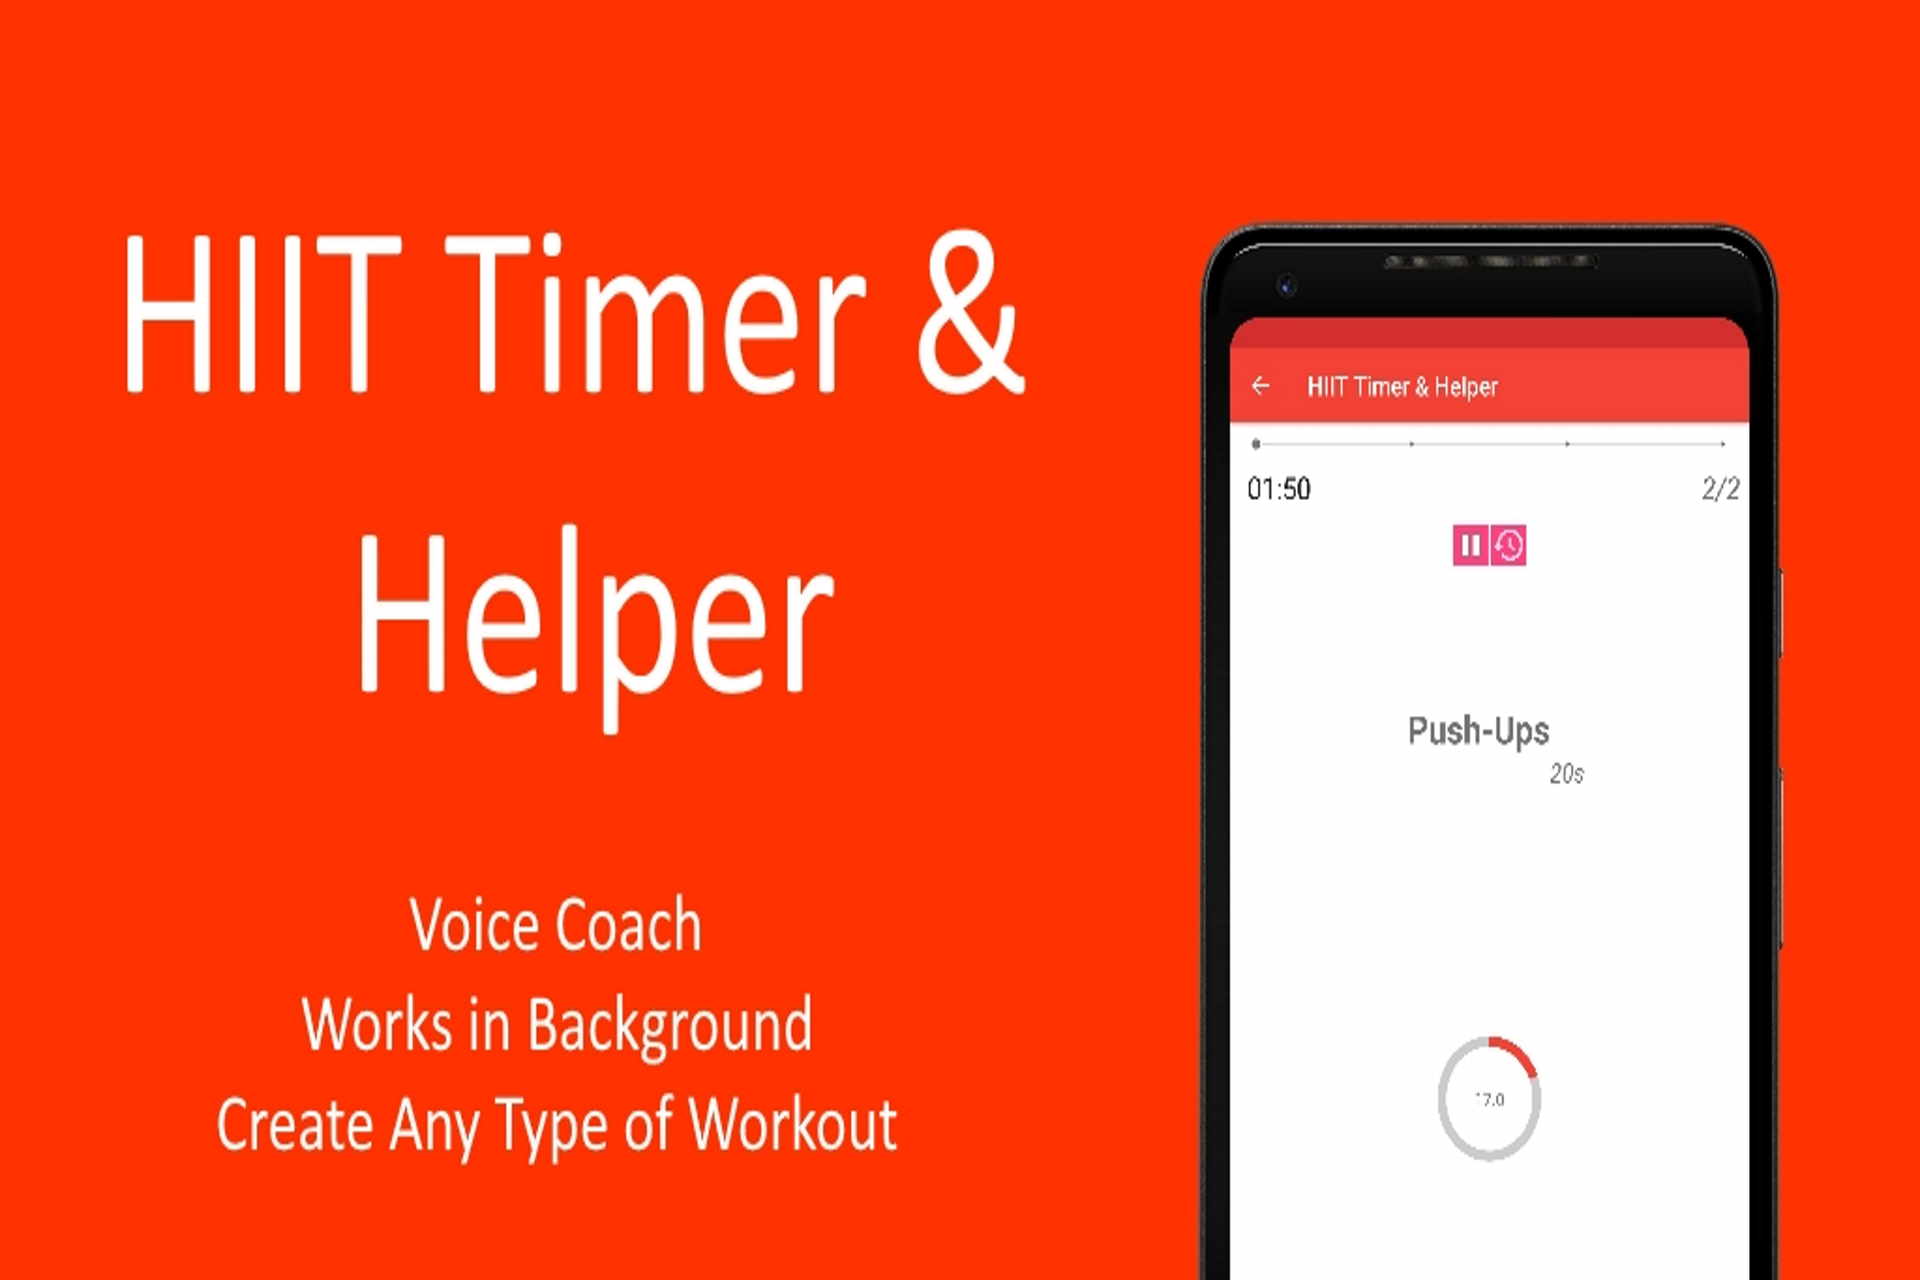 HIIT Timer &
Helper
Voice Coach
Works in Background
Create Any Type of Workout
HIIT Timer & Helper
01:50
2/2
Push-Ups
20s
17.0